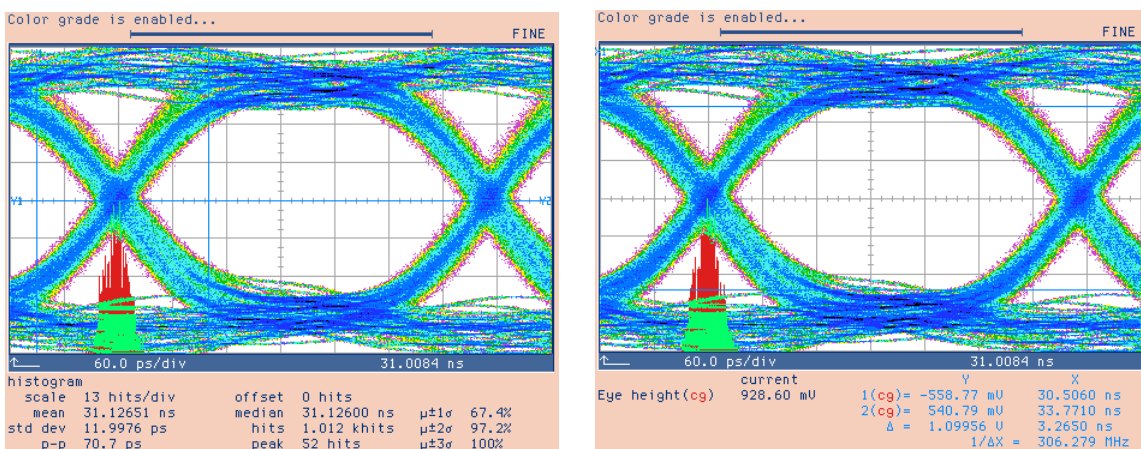 Color grade is enabled...
FINE
Y1
Y2
60.0 ps/div 31.0084 ns
histogram
scale 13 hits/div offset 0 hits
mean 31.12651 ns median 31.12600 ns μ±1σ 67.4%
std dev 11.9976 ps hits 1.012 khits μ±2σ 97.2%
p-p 70.7 ps peak 52 hits μ±3σ 100%
Color grade is enabled...
FINE
60.0 ps/div 31.0084 ns
current Y X
Eye height(cg) 928.60 mV 1(cg)= -558.77 mV 30.5060 ns
2(cg)= 540.79 mV 33.7710 ns
Δ = 1.09956 V 3.2650 ns
1/ΔX = 306.279 MHz